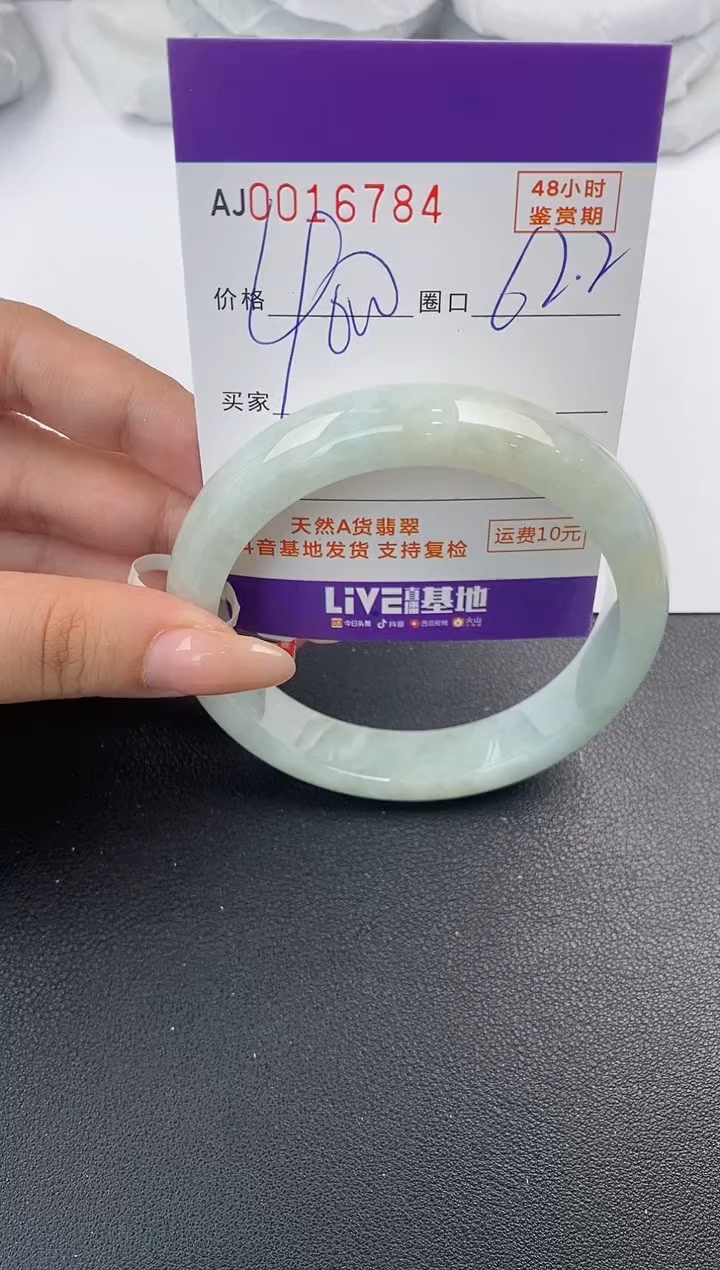 AJ0016784
48小时
鉴赏期
价格
圈口 62.2
买家
天然A货翡翠
音基地发货 支持复检
运费10元
LiVE直播基地
今日头条 抖音 西瓜视频 火山